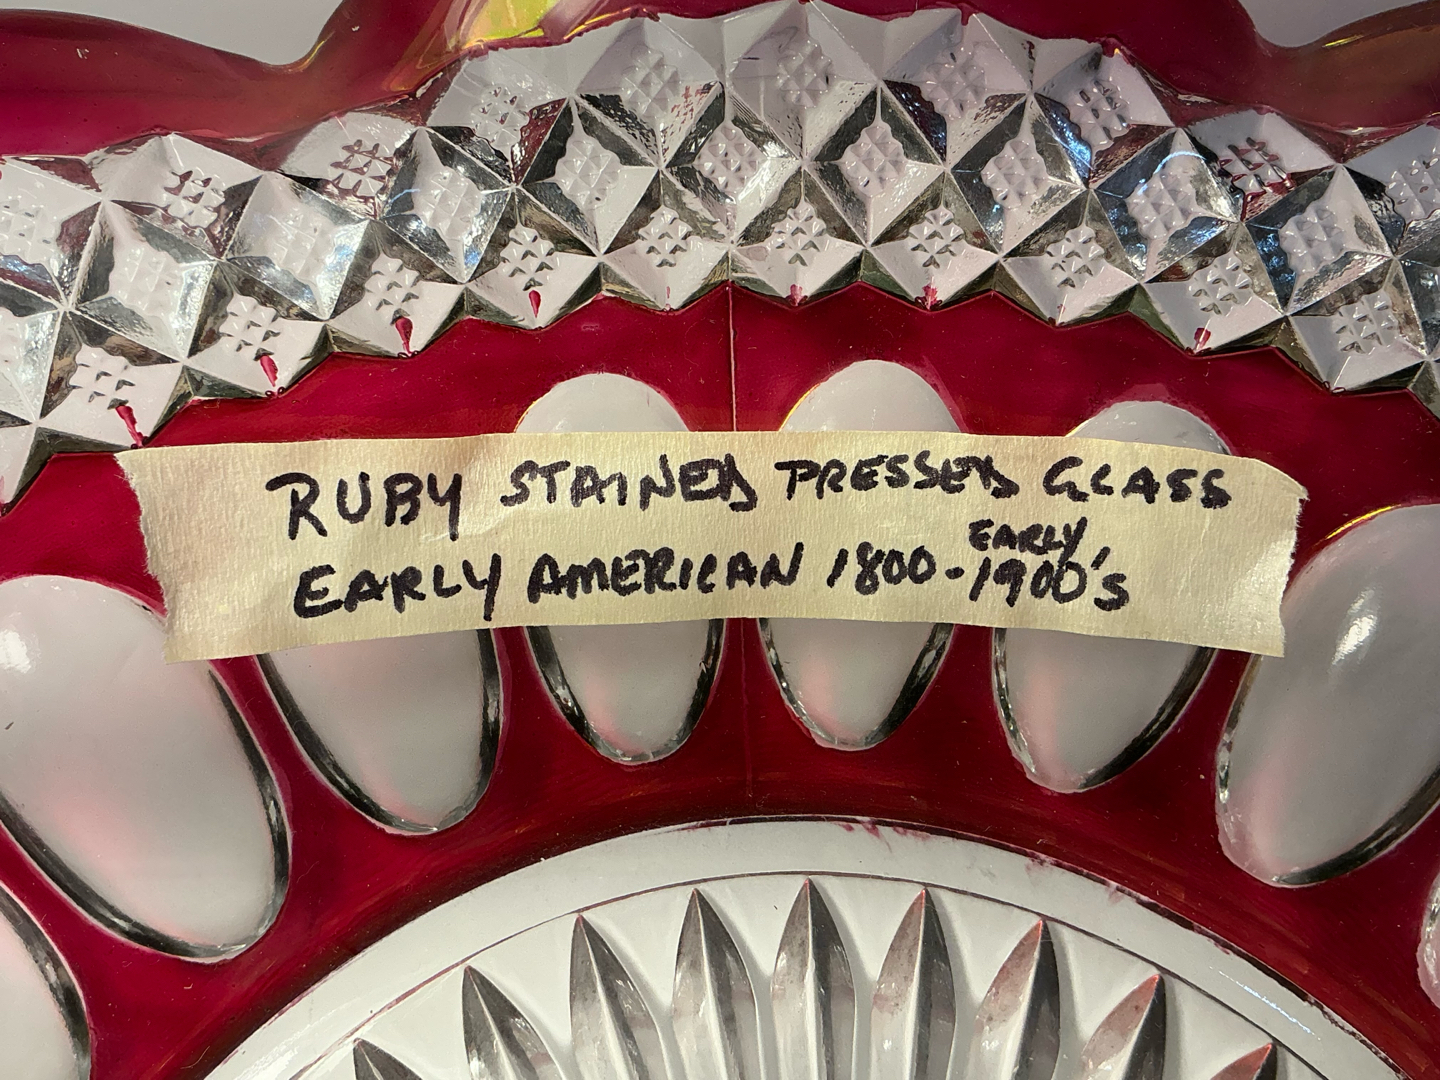 RUBY STAINED PRESSED GLASS
EARLY AMERICAN 1800-EARLY 1900'S